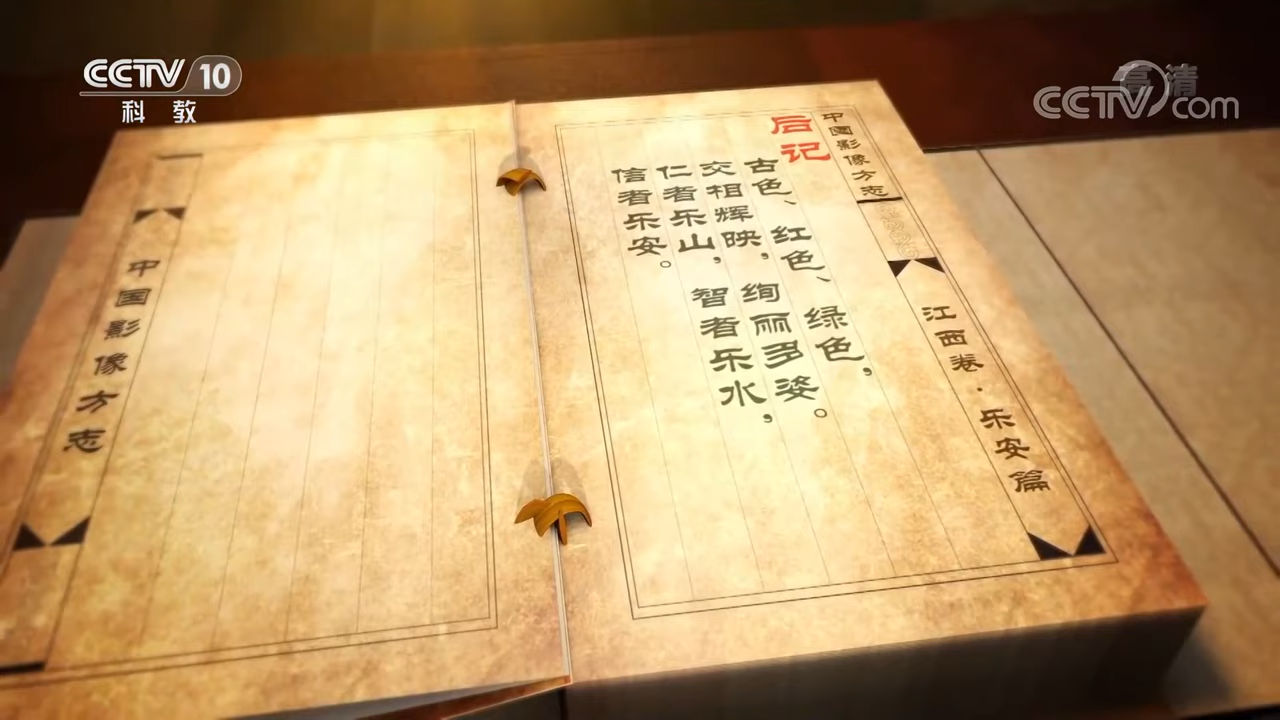 CCTV 10
科教
高清
CCTV.com
中国影像方志
江西卷·乐安篇
后记
古色、红色、绿色，
交相辉映，绚丽多姿。
仁者乐山，智者乐水，
信者乐安。
中国影像方志